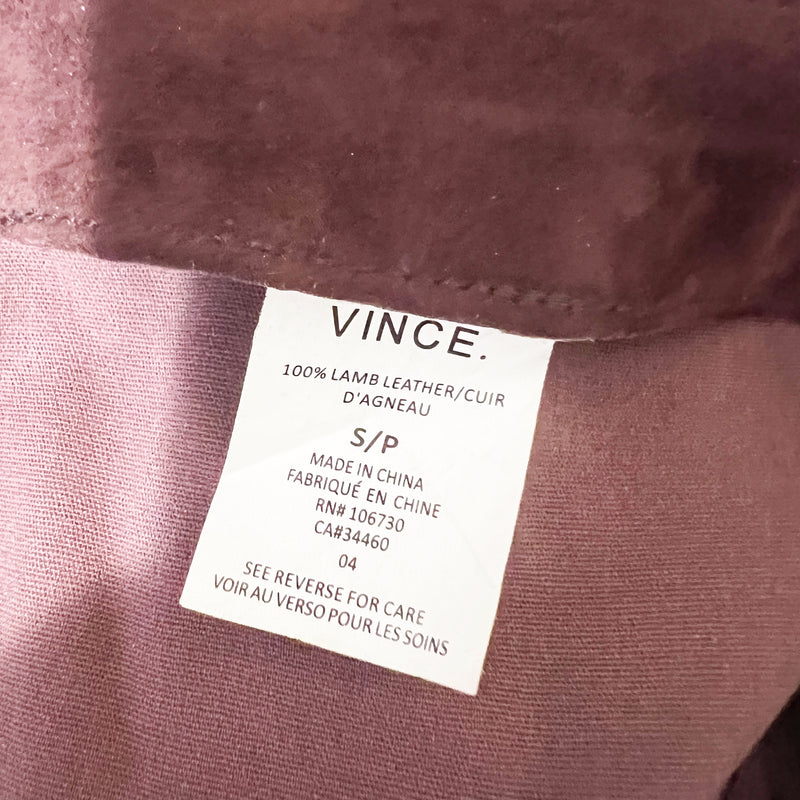 VINCE.
100% LAMB LEATHER/CUIR
D'AGNEAU
S/P
MADE IN CHINA
FABRIQUÉ EN CHINE
RN# 106730
CA#34460
04
SEE REVERSE FOR CARE
VOIR AU VERSO POUR LES SOINS